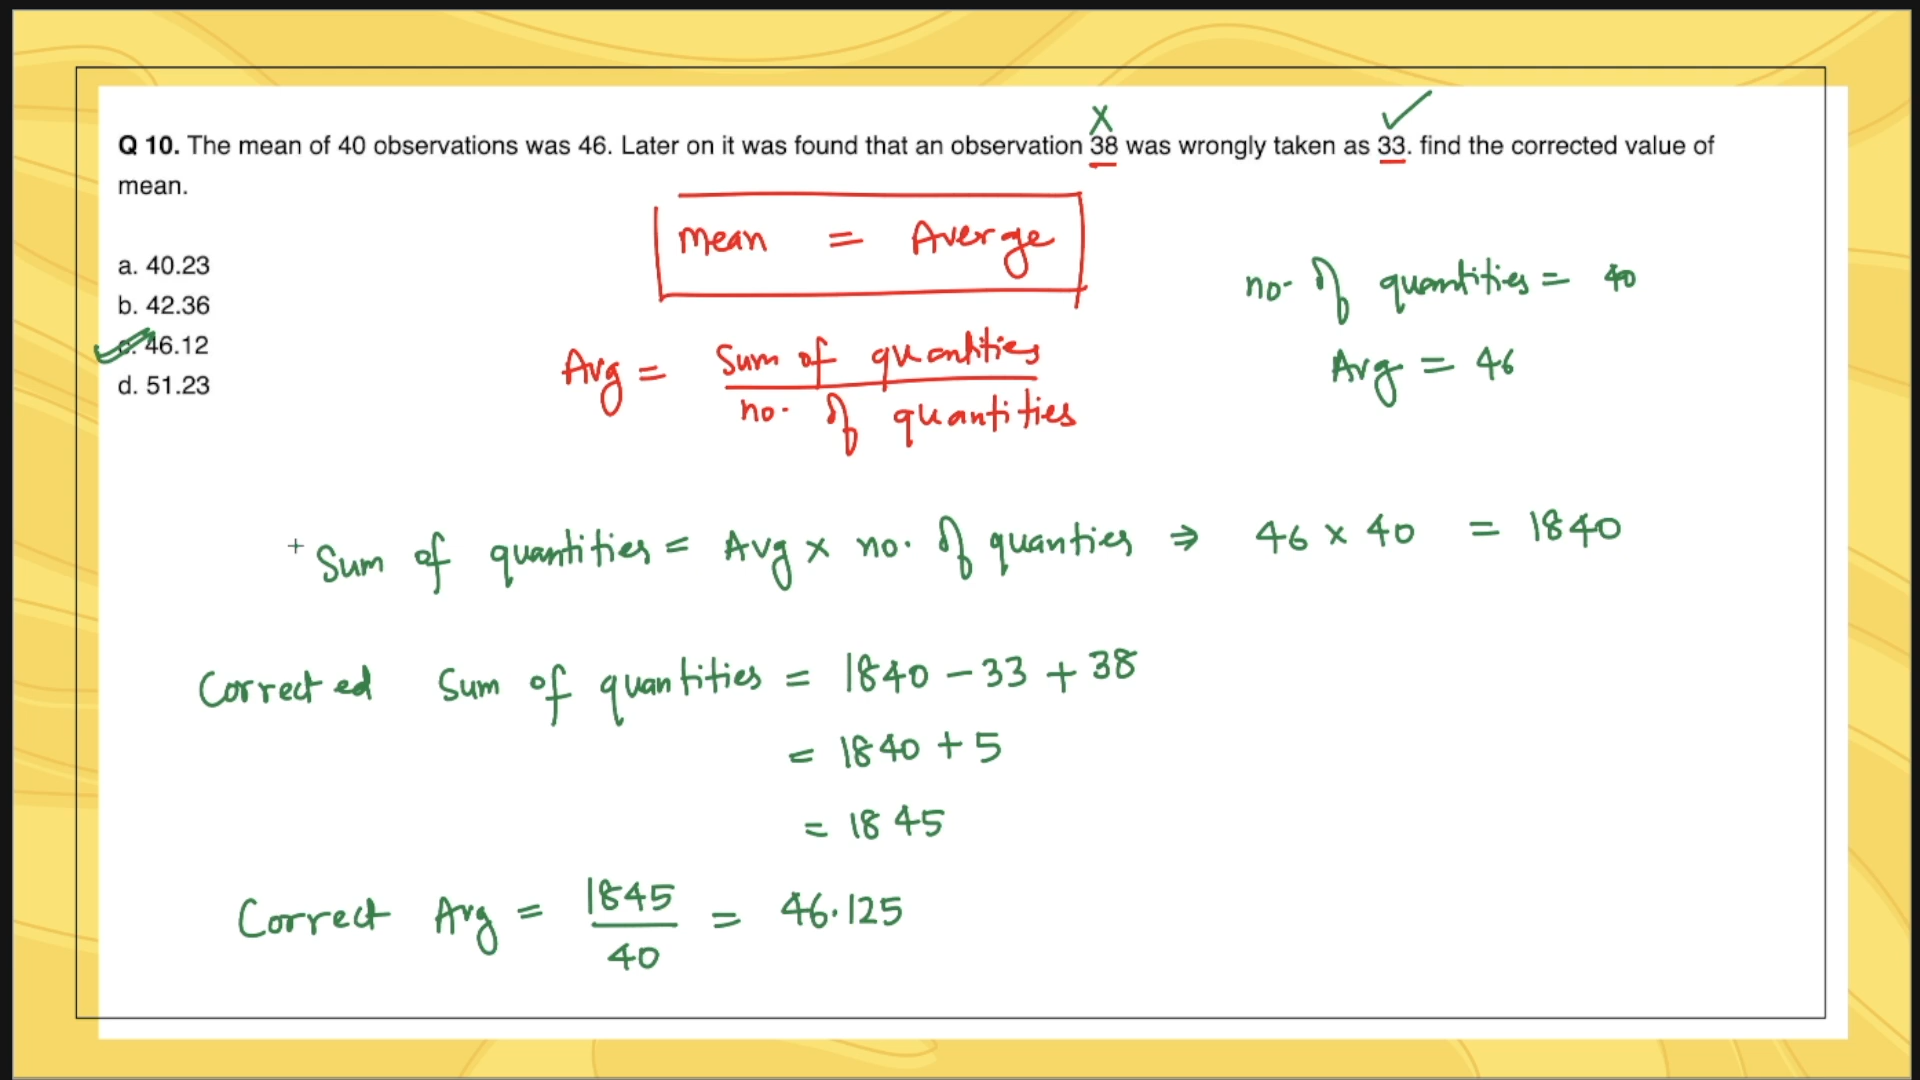 Q 10. The mean of 40 observations was 46. Later on it was found that an observation 38 was wrongly taken as 33. find the corrected value of
mean.
a. 40.23
b. 42.36
c. 46.12
d. 51.23
mean = Average
Avg = Sum of quantities
no. of quantities
no. of quantities = 40
Avg = 46
Sum of quantities = Avg x no. of quanties ⇒ 46 x 40 = 1840
Corrected Sum of quantities = 1840 - 33 + 38
= 1840 + 5
= 1845
Correct Avg = 1845 = 46.125
40